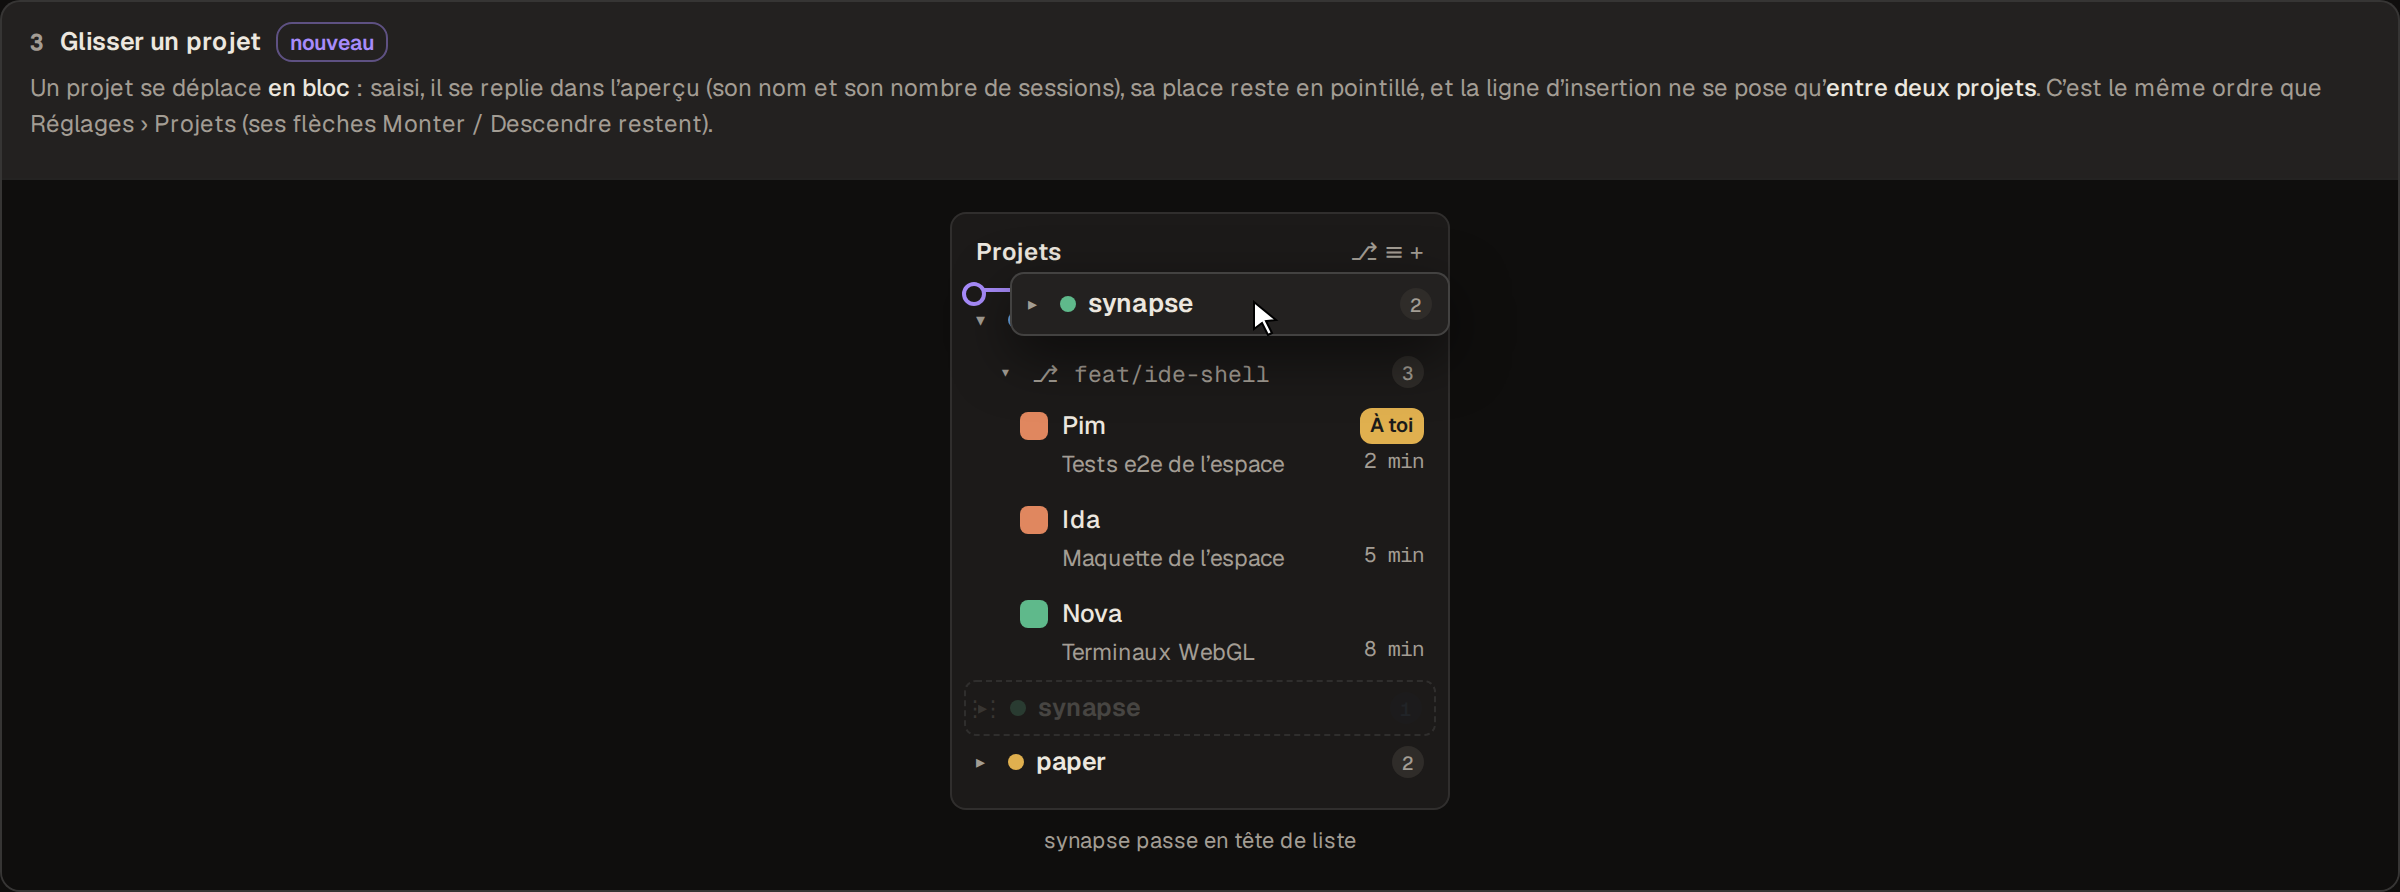 3 Glisser un projet nouveau
Un projet se déplace en bloc : saisi, il se replie dans l’aperçu (son nom et son nombre de sessions), sa place reste en pointillé, et la ligne d’insertion ne se pose qu’entre deux projets. C’est le même ordre que
Réglages › Projets (ses flèches Monter / Descendre restent).
Projets
synapse 2
feat/ide-shell 3
Pim À toi
Tests e2e de l’espace 2 min
Ida
Maquette de l’espace 5 min
Nova
Terminaux WebGL 8 min
synapse 1
paper 2
synapse passe en tête de liste